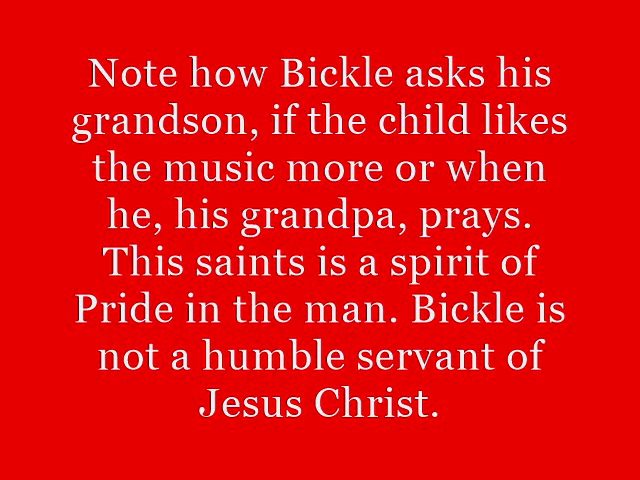 Note how Bickle asks his
grandson, if the child likes
the music more or when
he, his grandpa, prays.
This saints is a spirit of
Pride in the man. Bickle is
not a humble servant of
Jesus Christ.